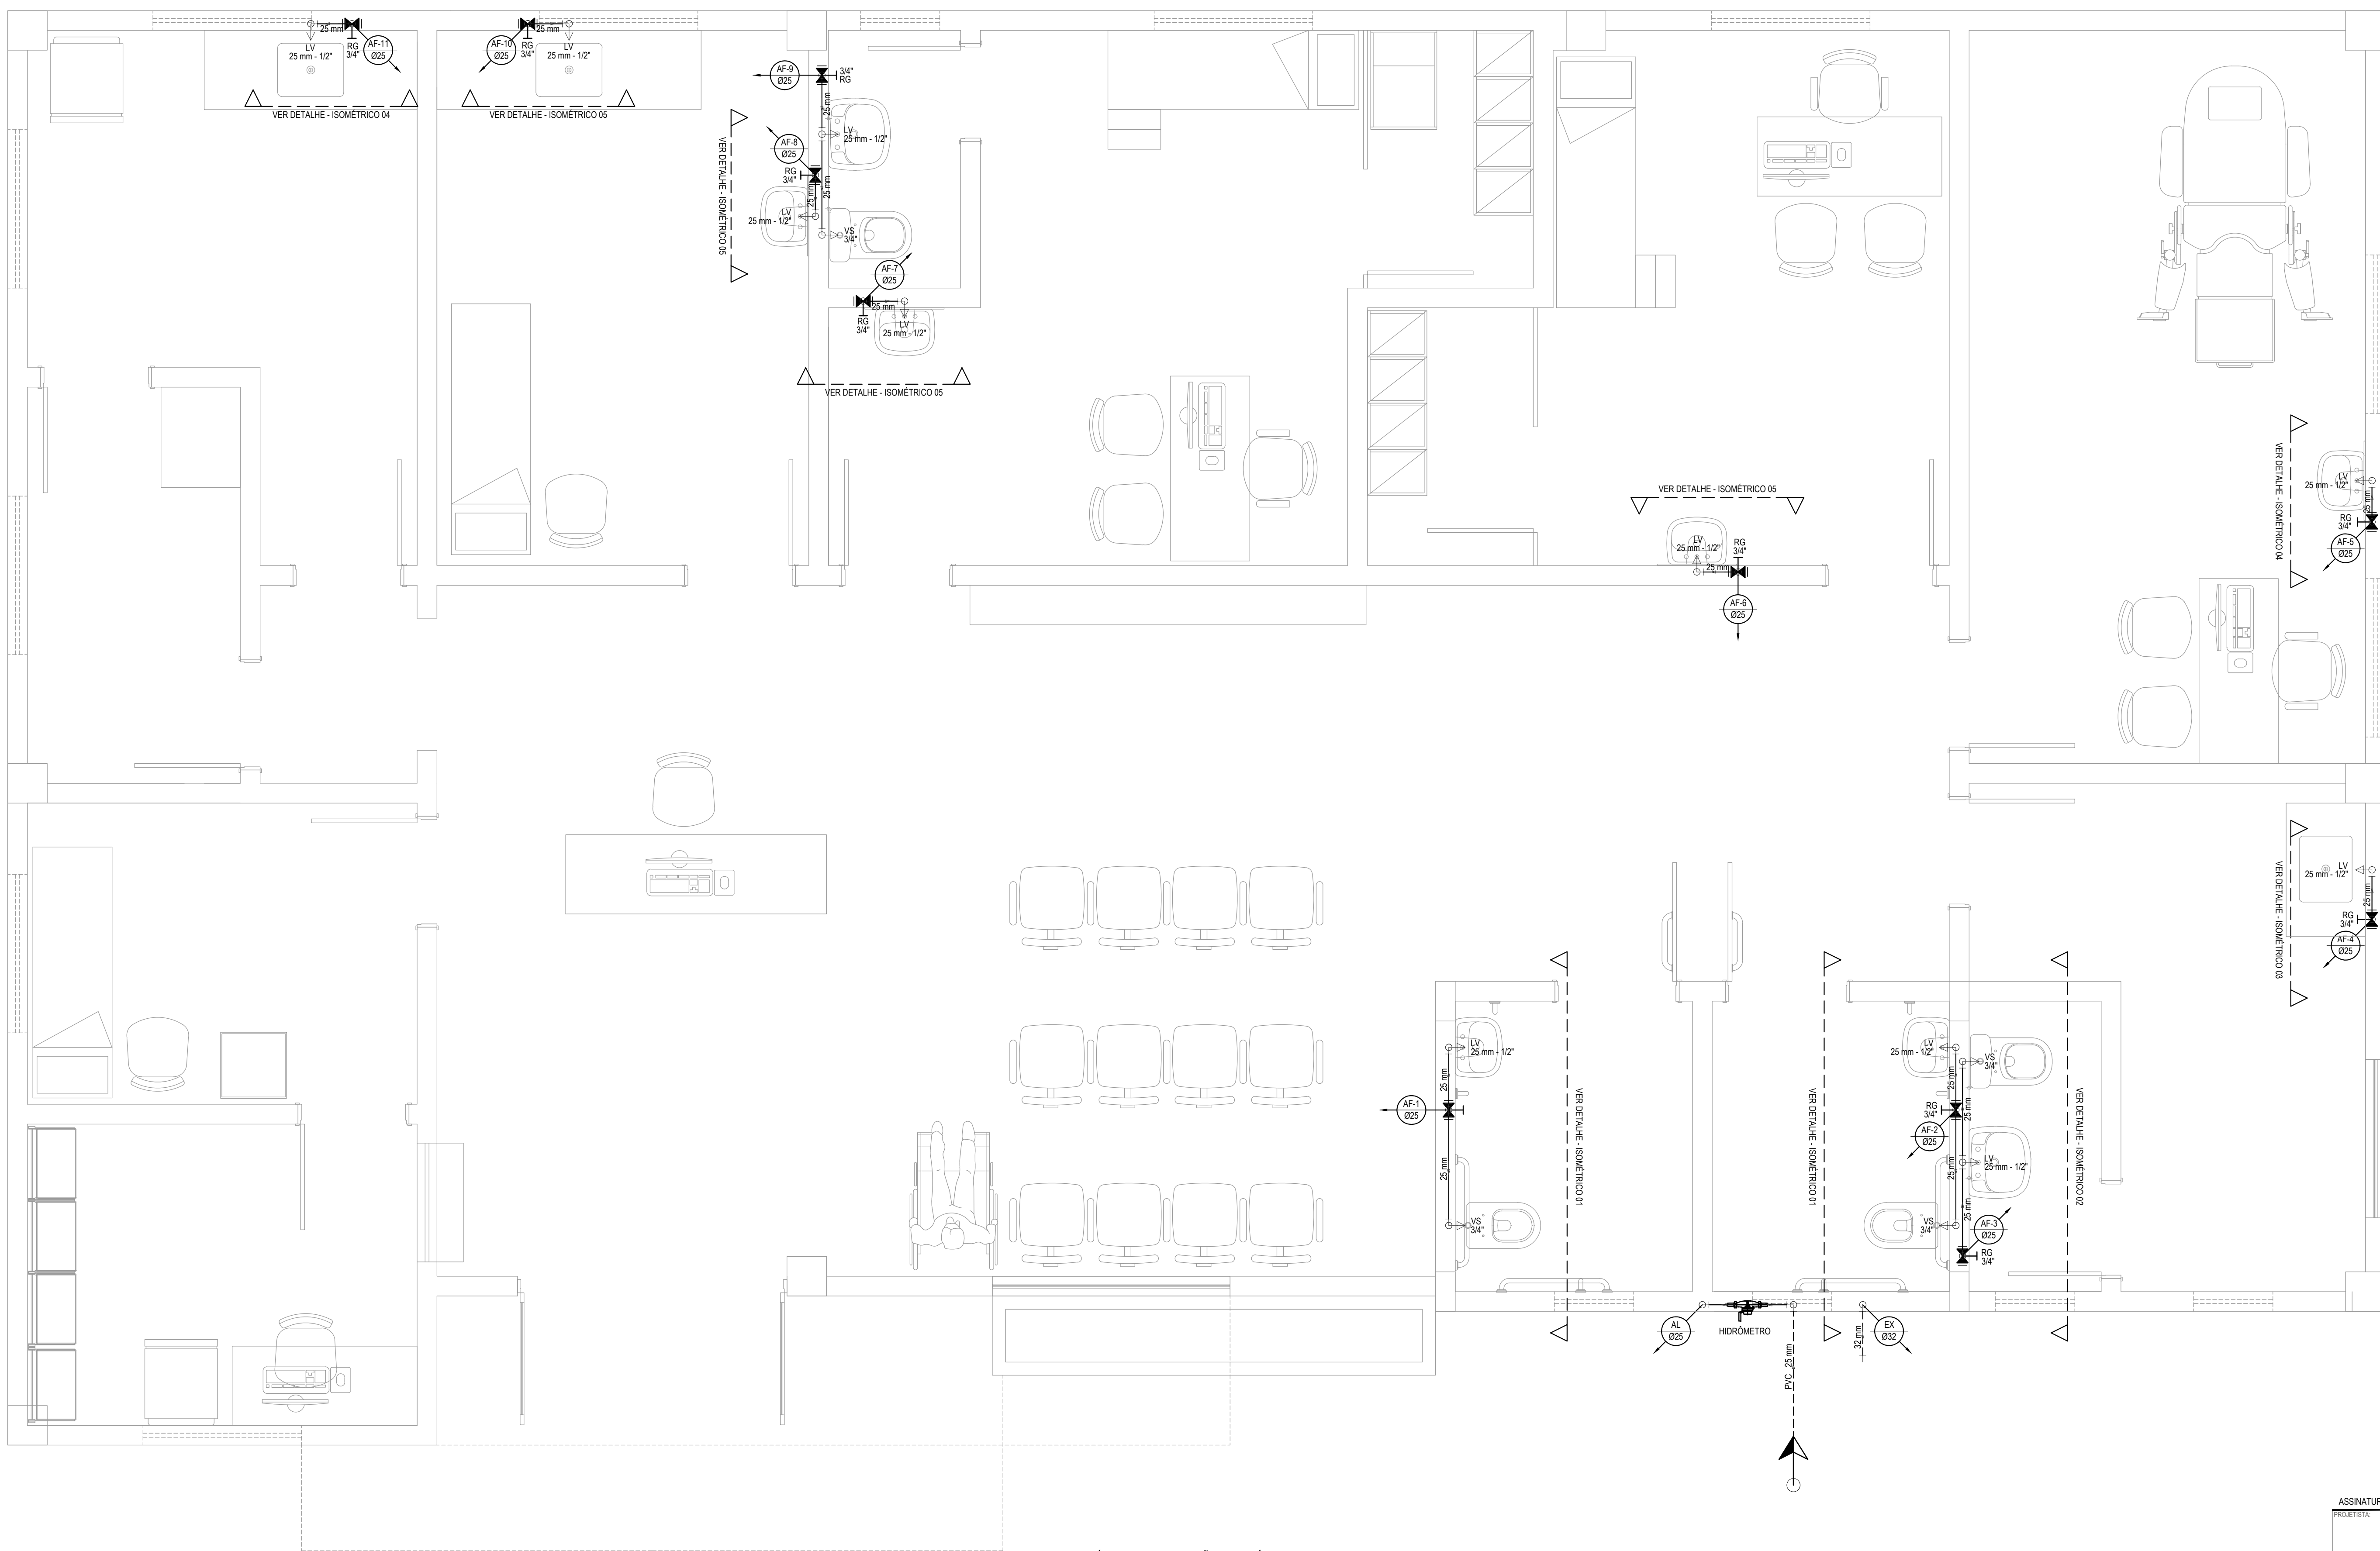 25 mm
LV
25 mm - 1/2"
RG
3/4"
AF-11
Ø25
VER DETALHE - ISOMÉTRICO 04
AF-10
Ø25
RG
3/4"
25 mm
LV
25 mm - 1/2"
VER DETALHE - ISOMÉTRICO 05
AF-9
Ø25
3/4"
RG
25 mm
LV
25 mm - 1/2"
AF-8
Ø25
RG
3/4"
25 mm
25 mm
LV
25 mm - 1/2"
VS
3/4"
VER DETALHE - ISOMÉTRICO 05
AF-7
Ø25
25 mm
RG
3/4"
LV
25 mm - 1/2"
VER DETALHE - ISOMÉTRICO 05
VER DETALHE - ISOMÉTRICO 05
LV
25 mm - 1/2"
RG
3/4"
25 mm
AF-6
Ø25
VER DETALHE - ISOMÉTRICO 04
LV
25 mm - 1/2"
25 mm
RG
3/4"
AF-5
Ø25
VER DETALHE - ISOMÉTRICO 03
LV
25 mm - 1/2"
25 mm
RG
3/4"
AF-4
Ø25
LV
25 mm - 1/2"
25 mm
AF-1
Ø25
25 mm
VS
3/4"
VER DETALHE - ISOMÉTRICO 01
VER DETALHE - ISOMÉTRICO 01
LV
25 mm - 1/2"
VS
3/4"
25 mm
25 mm
RG
3/4"
AF-2
Ø25
LV
25 mm - 1/2"
25 mm
25 mm
VS
3/4"
AF-3
Ø25
RG
3/4"
VER DETALHE - ISOMÉTRICO 02
AL
Ø25
HIDRÔMETRO
PVC 25 mm
32 mm
EX
Ø32
ASSINATUR
PROJETISTA: